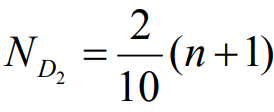 N_{D_2} = \frac{2}{10}(n+1)